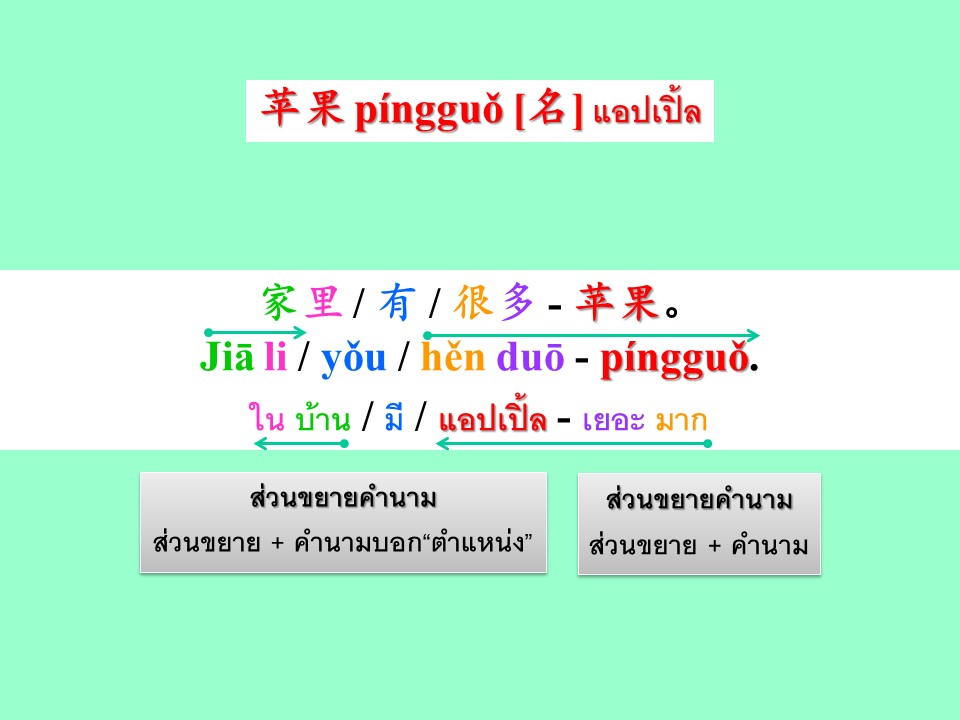 苹果 píngguǒ [名] แอปเปิ้ล
家里 / 有 / 很多 - 苹果。
Jiā li / yǒu / hěn duō - píngguǒ.
ใน บ้าน / มี / แอปเปิ้ล - เยอะ มาก
ส่วนขยายคำนาม
ส่วนขยาย + คำนามบอก“ตำแหน่ง”
ส่วนขยายคำนาม
ส่วนขยาย + คำนาม